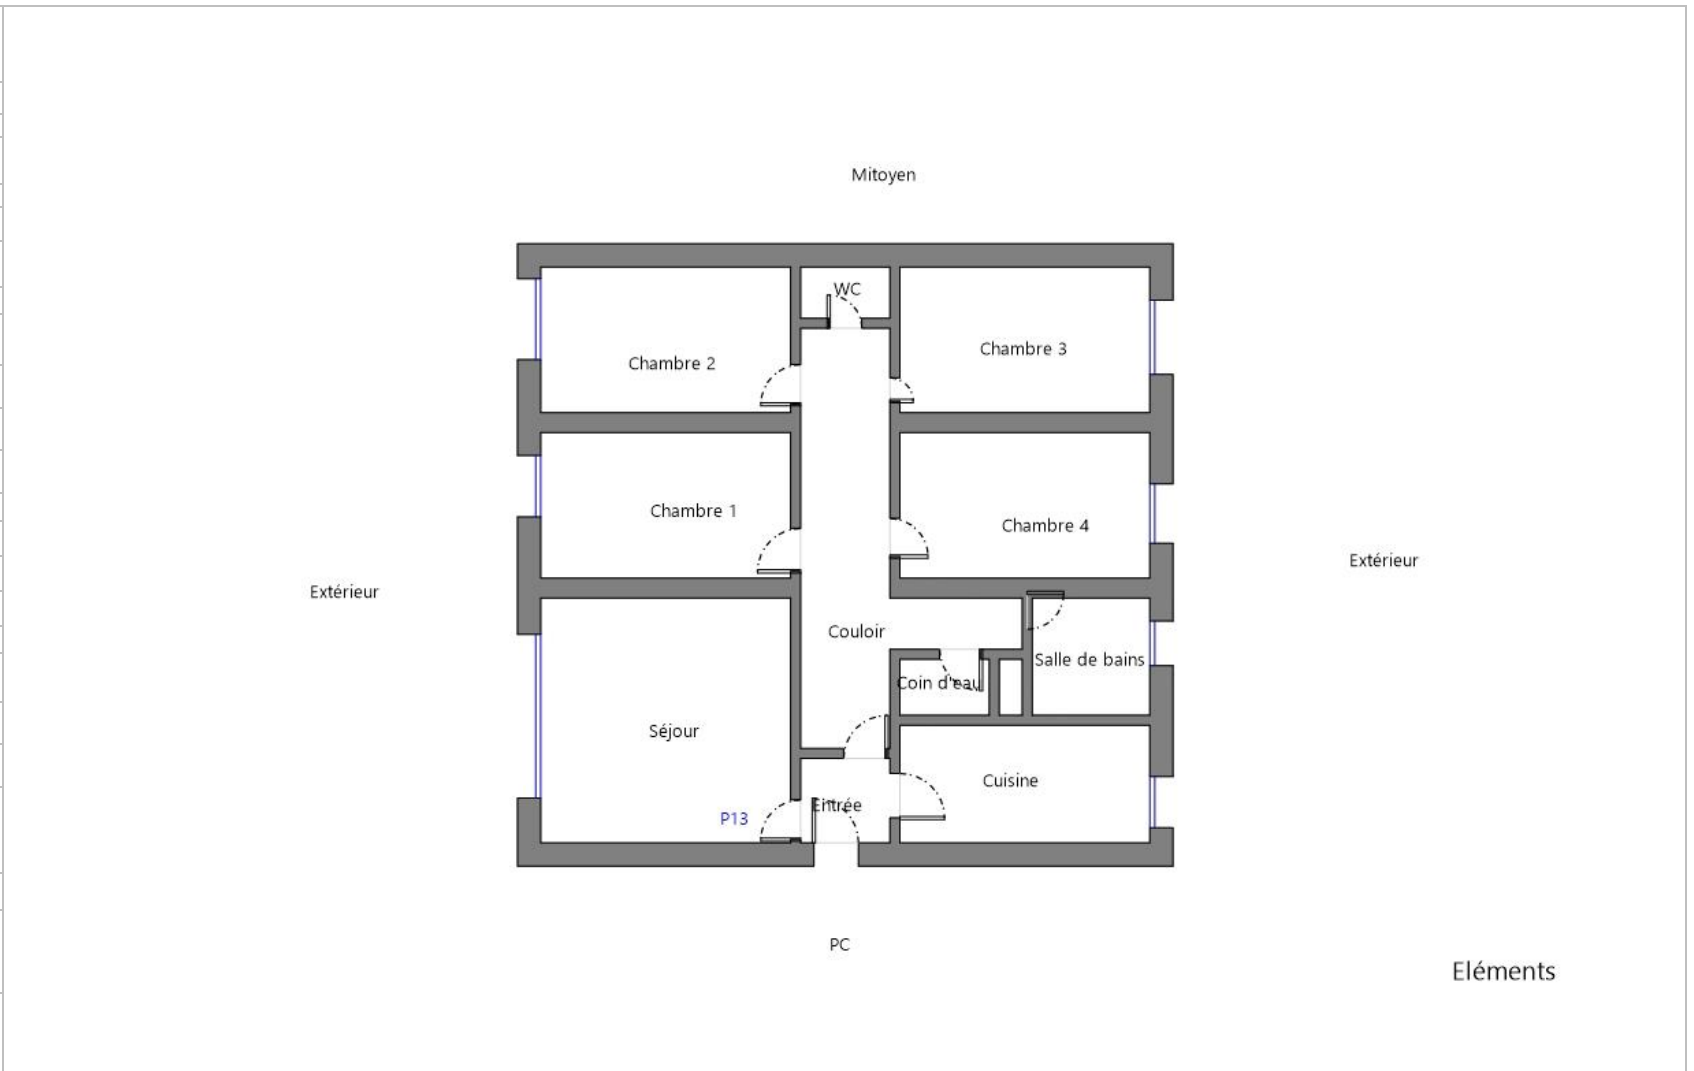 Mitoyen
WC
Chambre 2
Chambre 3
Chambre 1
Chambre 4
Extérieur
Extérieur
Couloir
Salle de bains
Coin d'eau
Séjour
Cuisine
Entrée
P13
PC
Eléments